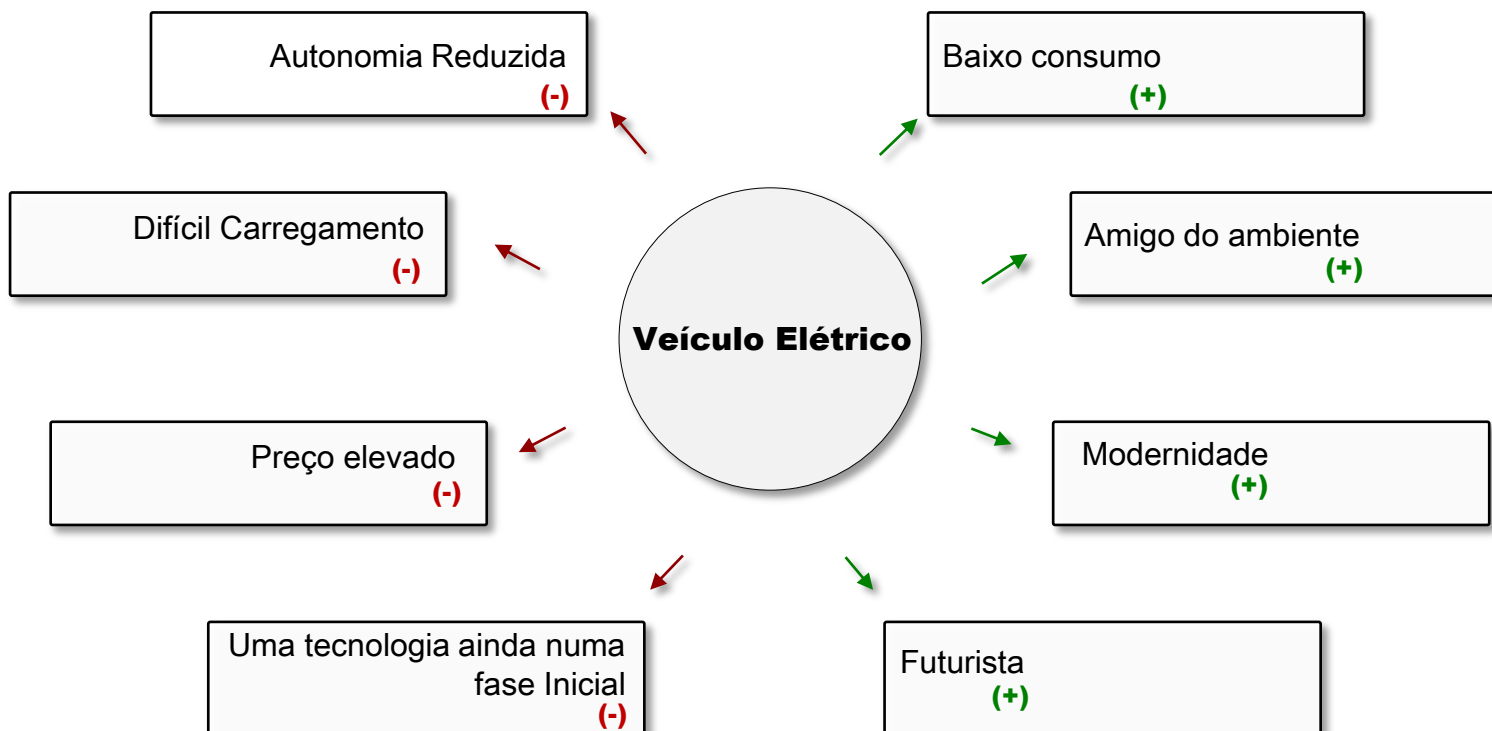 Autonomia Reduzida
(-)
Baixo consumo
(+)
Difícil Carregamento
(-)
Amigo do ambiente
(+)
Veículo Elétrico
Preço elevado
(-)
Modernidade
(+)
Uma tecnologia ainda numa
fase Inicial
(-)
Futurista
(+)